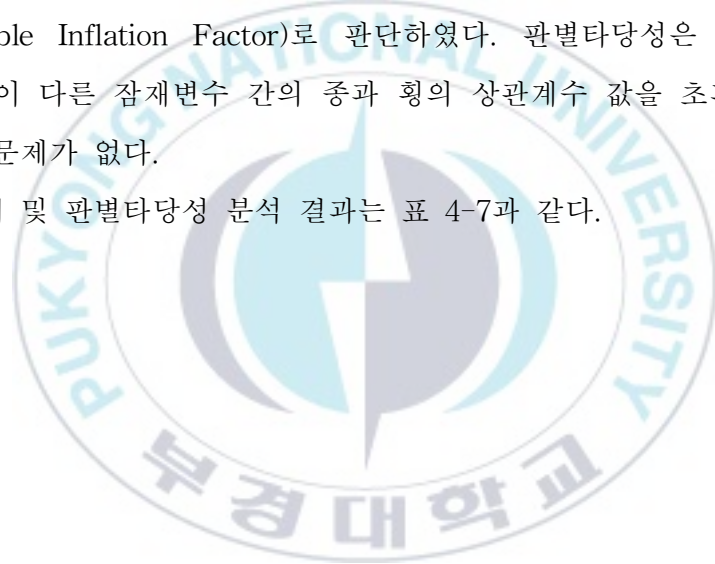 ble Inflation Factor)로 판단하였다. 판별타당성은
이 다른 잠재변수 간의 종과 횡의 상관계수 값을
문제가 없다.
및 판별타당성 분석 결과는 표 4-7과 같다.
PUKYONG NATIONAL UNIVERSITY
부경대학교